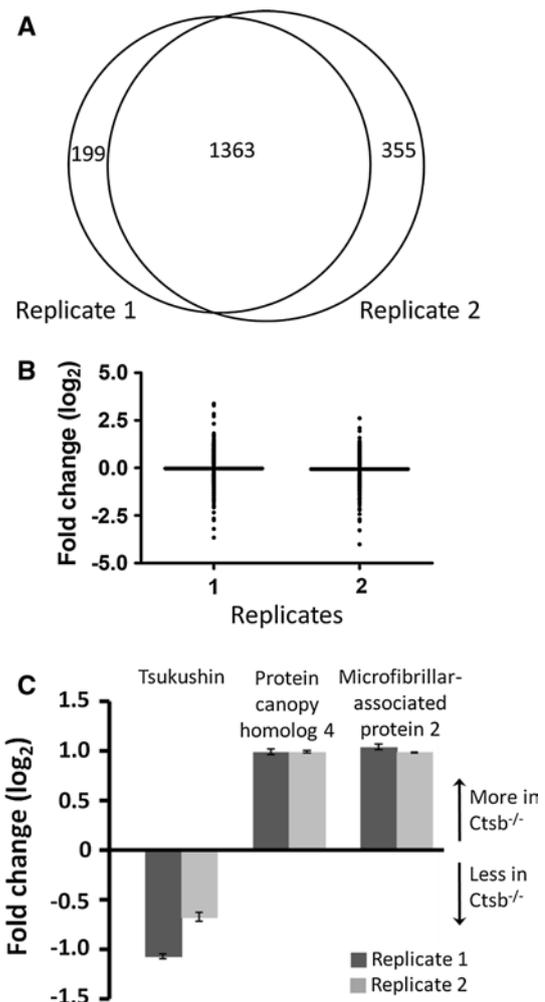 A
199
1363
355
Replicate 1
Replicate 2
B
Fold change (log₂)
5.0
2.5
0.0
-2.5
-5.0
1
2
Replicates
C
Tsukushin
Protein
canopy
homolog 4
Microfibrillar-
associated
protein 2
Fold change (log₂)
1.5
1.0
0.5
0
-0.5
-1.0
-1.5
More in
Ctsb⁻/⁻
Less in
Ctsb⁻/⁻
Replicate 1
Replicate 2